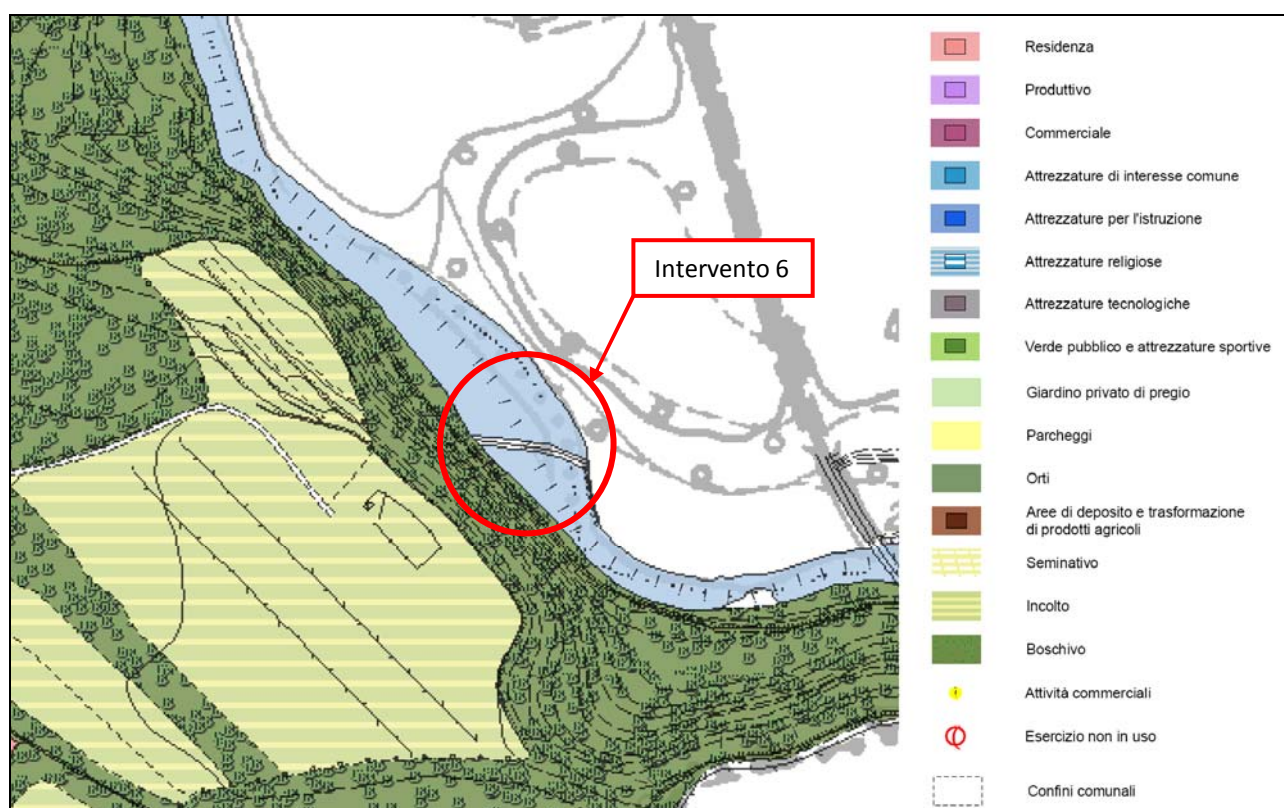 Intervento 6
Residenza
Produttivo
Commerciale
Attrezzature di interesse comune
Attrezzature per l'istruzione
Attrezzature religiose
Attrezzature tecnologiche
Verde pubblico e attrezzature sportive
Giardino privato di pregio
Parcheggi
Orti
Aree di deposito e trasformazione
di prodotti agricoli
Seminativo
Incolto
Boschivo
Attività commerciali
Esercizio non in uso
Confini comunali